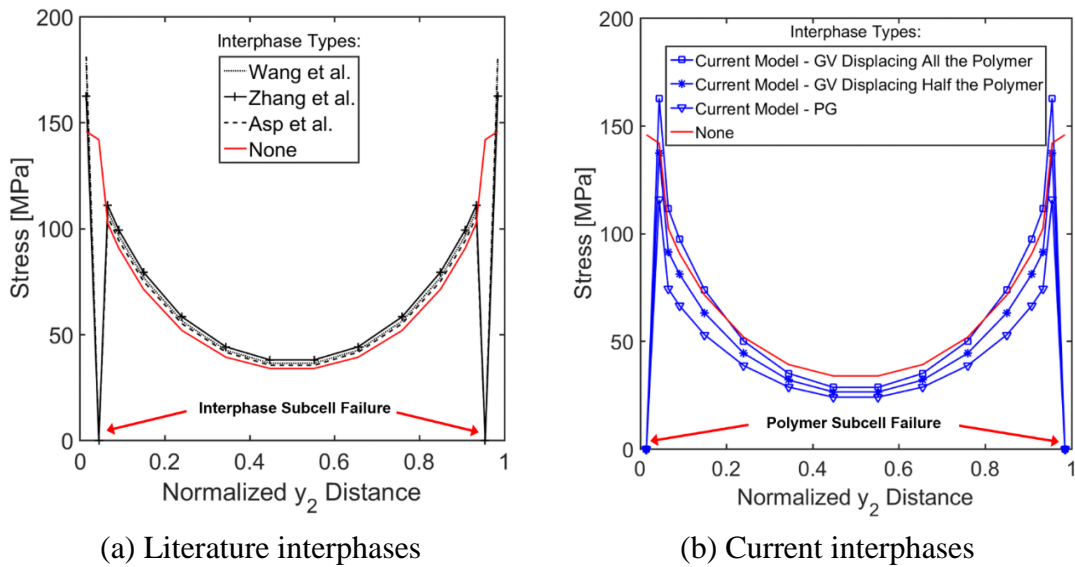 200
150
100
50
0
0
0.2
0.4
0.6
0.8
1
Stress [MPa]
Normalized y2 Distance
Interphase Types:
Wang et al.
Zhang et al.
Asp et al.
None
Interphase Subcell Failure
(a) Literature interphases
200
150
100
50
0
0
0.2
0.4
0.6
0.8
1
Stress [MPa]
Normalized y2 Distance
Interphase Types:
Current Model - GV Displacing All the Polymer
Current Model - GV Displacing Half the Polymer
Current Model - PG
None
Polymer Subcell Failure
(b) Current interphases